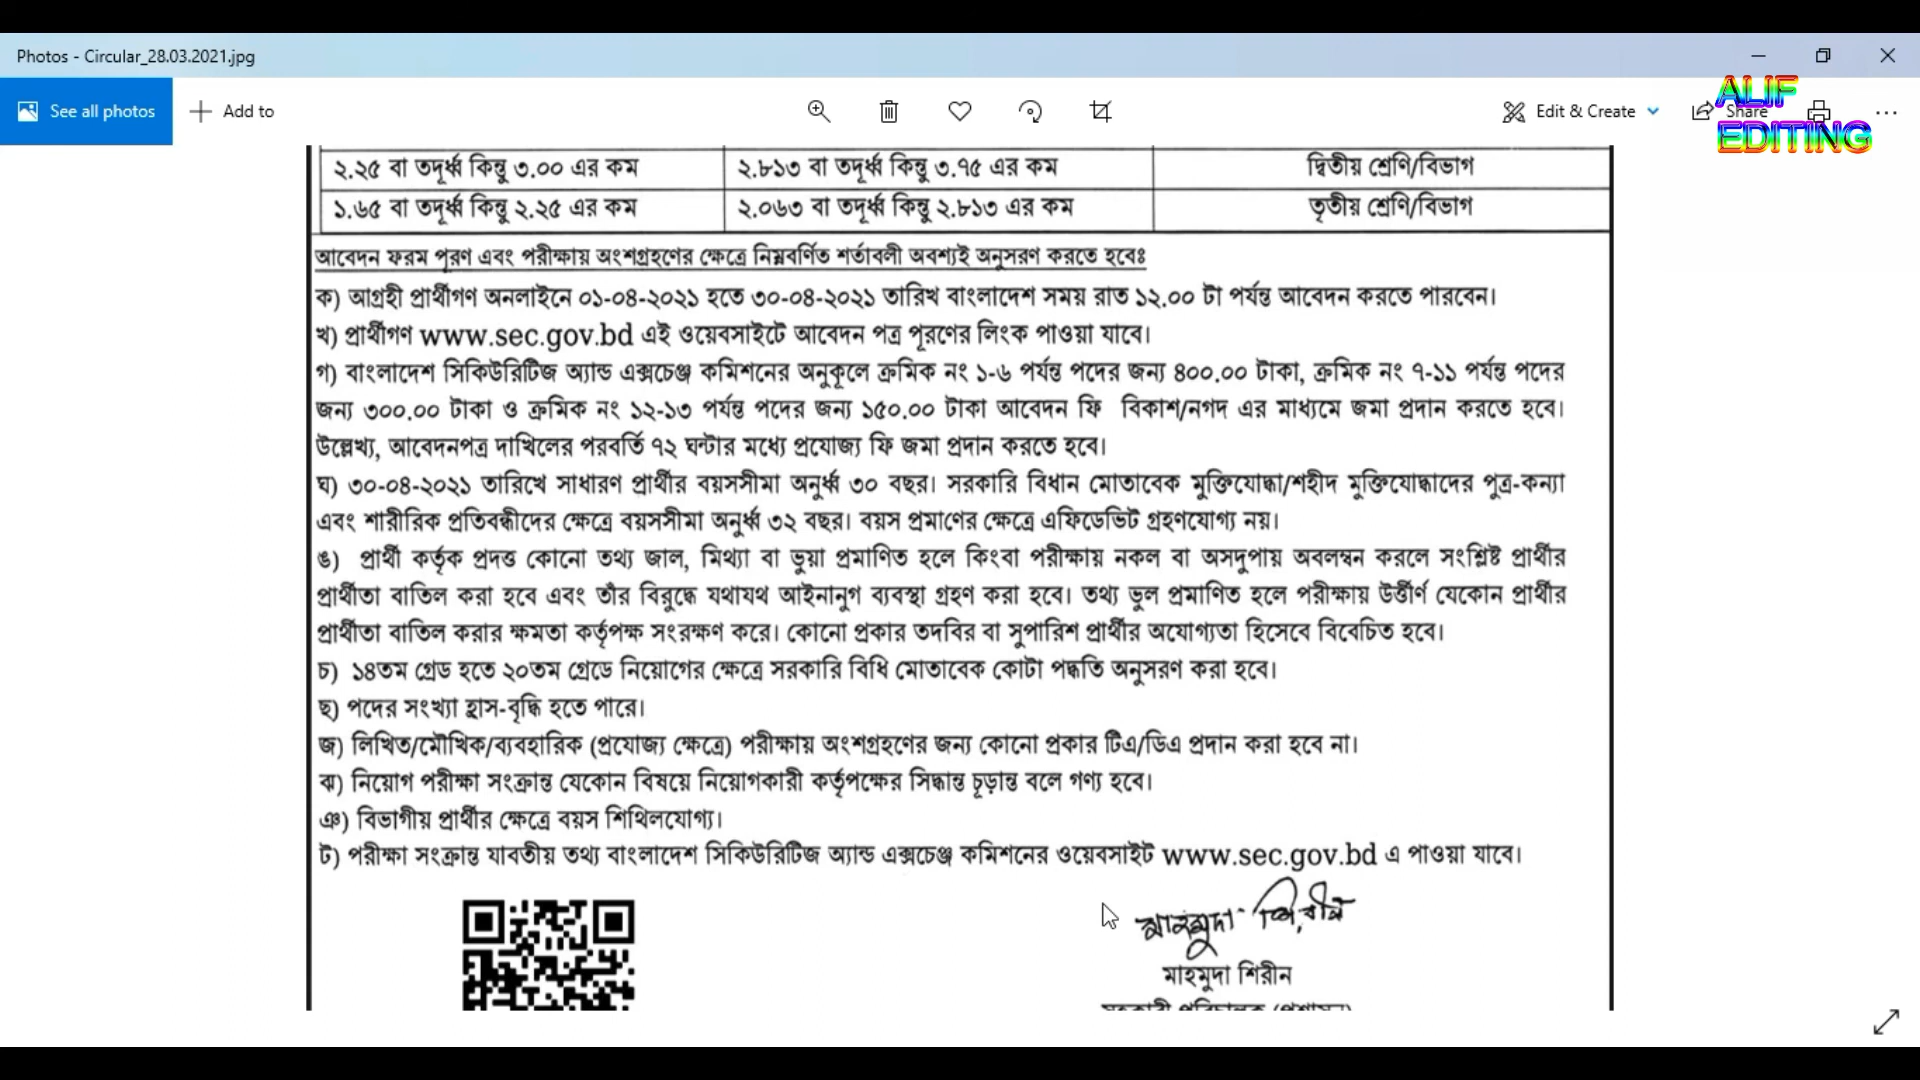 Photos - Circular_28.03.2021.jpg
See all photos
Add to
Edit & Create
Share
ALIF
EDITING
২.২৫ বা তদূর্ধ্ব কিন্তু ৩.০০ এর কম ২.৮১৩ বা তদূর্ধ্ব কিন্তু ৩.৭৫ এর কম দ্বিতীয় শ্রেণি/বিভাগ
১.৬৫ বা তদূর্ধ্ব কিন্তু ২.২৫ এর কম ২.০৬৩ বা তদূর্ধ্ব কিন্তু ২.৮১৩ এর কম তৃতীয় শ্রেণি/বিভাগ
আবেদন ফরম পূরণ এবং পরীক্ষায় অংশগ্রহণের ক্ষেত্রে নিম্নবর্ণিত শর্তাবলী অবশ্যই অনুসরণ করতে হবেঃ
ক) আগ্রহী প্রার্থীগণ অনলাইনে ০১-০৪-২০২১ হতে ৩০-০৪-২০২১ তারিখ বাংলাদেশ সময় রাত ১২.০০ টা পর্যন্ত আবেদন করতে পারবেন।
খ) প্রার্থীগণ www.sec.gov.bd এই ওয়েবসাইটে আবেদন পত্র পূরণের লিংক পাওয়া যাবে।
গ) বাংলাদেশ সিকিউরিটিজ অ্যান্ড এক্সচেঞ্জ কমিশনের অনুকূলে ক্রমিক নং ১-৬ পর্যন্ত পদের জন্য ৪০০.০০ টাকা, ক্রমিক নং ৭-১১ পর্যন্ত পদের
জন্য ৩০০.০০ টাকা ও ক্রমিক নং ১২-১৩ পর্যন্ত পদের জন্য ১৫০.০০ টাকা আবেদন ফি বিকাশ/নগদ এর মাধ্যমে জমা প্রদান করতে হবে।
উল্লেখ্য, আবেদনপত্র দাখিলের পরবর্তি ৭২ ঘন্টার মধ্যে প্রযোজ্য ফি জমা প্রদান করতে হবে।
ঘ) ৩০-০৪-২০২১ তারিখে সাধারণ প্রার্থীর বয়সসীমা অনুর্ধ্ব ৩০ বছর। সরকারি বিধান মোতাবেক মুক্তিযোদ্ধা/শহীদ মুক্তিযোদ্ধাদের পুত্র-কন্যা
এবং শারীরিক প্রতিবন্ধীদের ক্ষেত্রে বয়সসীমা অনুর্ধ্ব ৩২ বছর। বয়স প্রমাণের ক্ষেত্রে এফিডেভিট গ্রহণযোগ্য নয়।
ঙ) প্রার্থী কর্তৃক প্রদত্ত কোনো তথ্য জাল, মিথ্যা বা ভুয়া প্রমাণিত হলে কিংবা পরীক্ষায় নকল বা অসদুপায় অবলম্বন করলে সংশ্লিষ্ট প্রার্থীর
প্রার্থীতা বাতিল করা হবে এবং তাঁর বিরুদ্ধে যথাযথ আইনানুগ ব্যবস্থা গ্রহণ করা হবে। তথ্য ভুল প্রমাণিত হলে পরীক্ষায় উর্ত্তীর্ণ যেকোন প্রার্থীর
প্রার্থীতা বাতিল করার ক্ষমতা কর্তৃপক্ষ সংরক্ষণ করে। কোনো প্রকার তদবির বা সুপারিশ প্রার্থীর অযোগ্যতা হিসেবে বিবেচিত হবে।
চ) ১৪তম গ্রেড হতে ২০তম গ্রেডে নিয়োগের ক্ষেত্রে সরকারি বিধি মোতাবেক কোটা পদ্ধতি অনুসরণ করা হবে।
ছ) পদের সংখ্যা হ্রাস-বৃদ্ধি হতে পারে।
জ) লিখিত/মৌখিক/ব্যবহারিক (প্রযোজ্য ক্ষেত্রে) পরীক্ষায় অংশগ্রহণের জন্য কোনো প্রকার টিএ/ডিএ প্রদান করা হবে না।
ঝ) নিয়োগ পরীক্ষা সংক্রান্ত যেকোন বিষয়ে নিয়োগকারী কর্তৃপক্ষের সিদ্ধান্ত চূড়ান্ত বলে গণ্য হবে।
ঞ) বিভাগীয় প্রার্থীর ক্ষেত্রে বয়স শিথিলযোগ্য।
ট) পরীক্ষা সংক্রান্ত যাবতীয় তথ্য বাংলাদেশ সিকিউরিটিজ অ্যান্ড এক্সচেঞ্জ কমিশনের ওয়েবসাইট www.sec.gov.bd এ পাওয়া যাবে।
মাহমুদা শিরীন
মাহমুদা শিরীন
সহকারী পরিচালক (প্রশাসন)